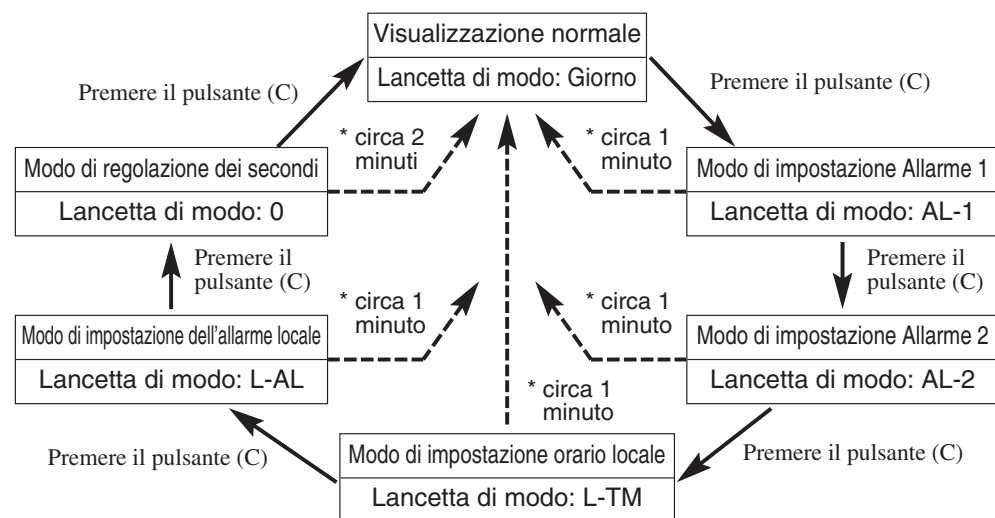 Visualizzazione normale
Lancetta di modo: Giorno
Premere il pulsante (C)
Premere il pulsante (C)
* circa 2
minuti
* circa 1
minuto
Modo di regolazione dei secondi
Lancetta di modo: 0
Modo di impostazione Allarme 1
Lancetta di modo: AL-1
Premere il
pulsante (C)
Premere il
pulsante (C)
* circa 1
minuto
* circa 1
minuto
Modo di impostazione dell'allarme locale
Lancetta di modo: L-AL
Modo di impostazione Allarme 2
Lancetta di modo: AL-2
* circa 1
minuto
Premere il pulsante (C)
Premere il pulsante (C)
Modo di impostazione orario locale
Lancetta di modo: L-TM